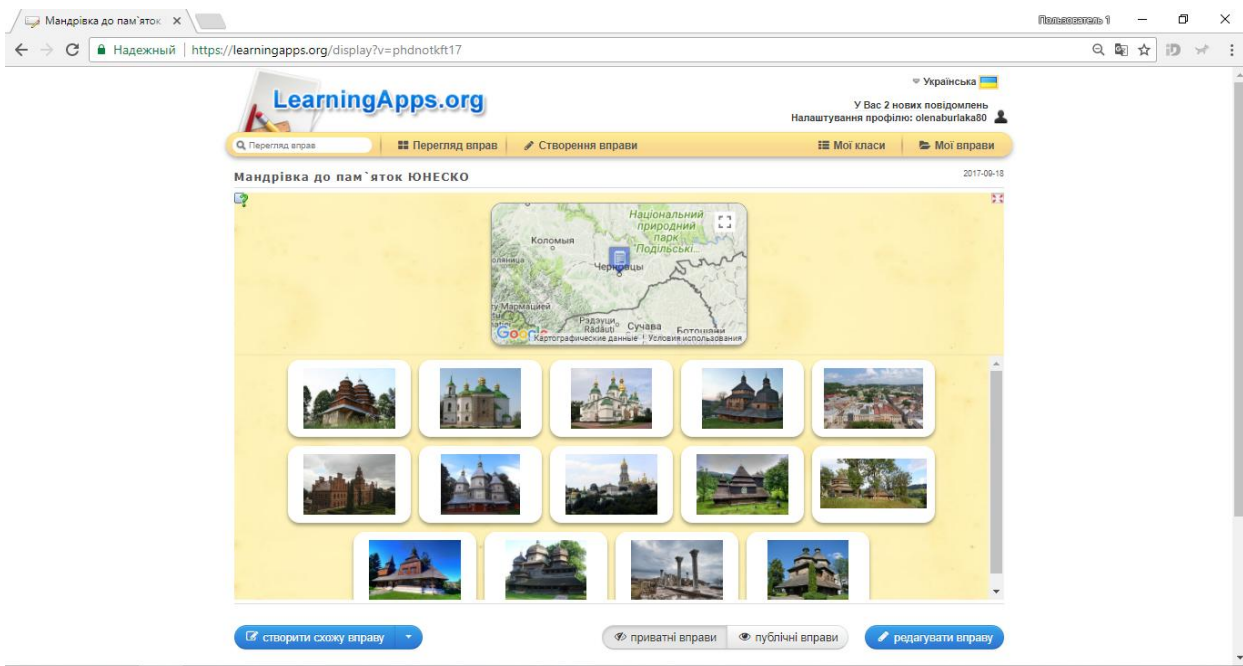 Мандрівка до пам`яток
Пользователь 1
Надежный
https://learningapps.org/display?v=phdnotkft17
LearningApps.org
Українська
У Вас 2 нових повідомлень
Налаштування профілю: olenaburlaka80
Перегляд вправ
Перегляд вправ
Створення вправи
Мої класи
Мої вправи
Мандрівка до пам`яток ЮНЕСКО
2017-09-18
Національний
природний
парк
"Подільські...
Коломыя
Черновцы
Рэдэуци
Rădăuți
Сучава
Ботошани
Google
Картографические данные
Условия использования
створити схожу вправу
приватні вправи
публічні вправи
редагувати вправу